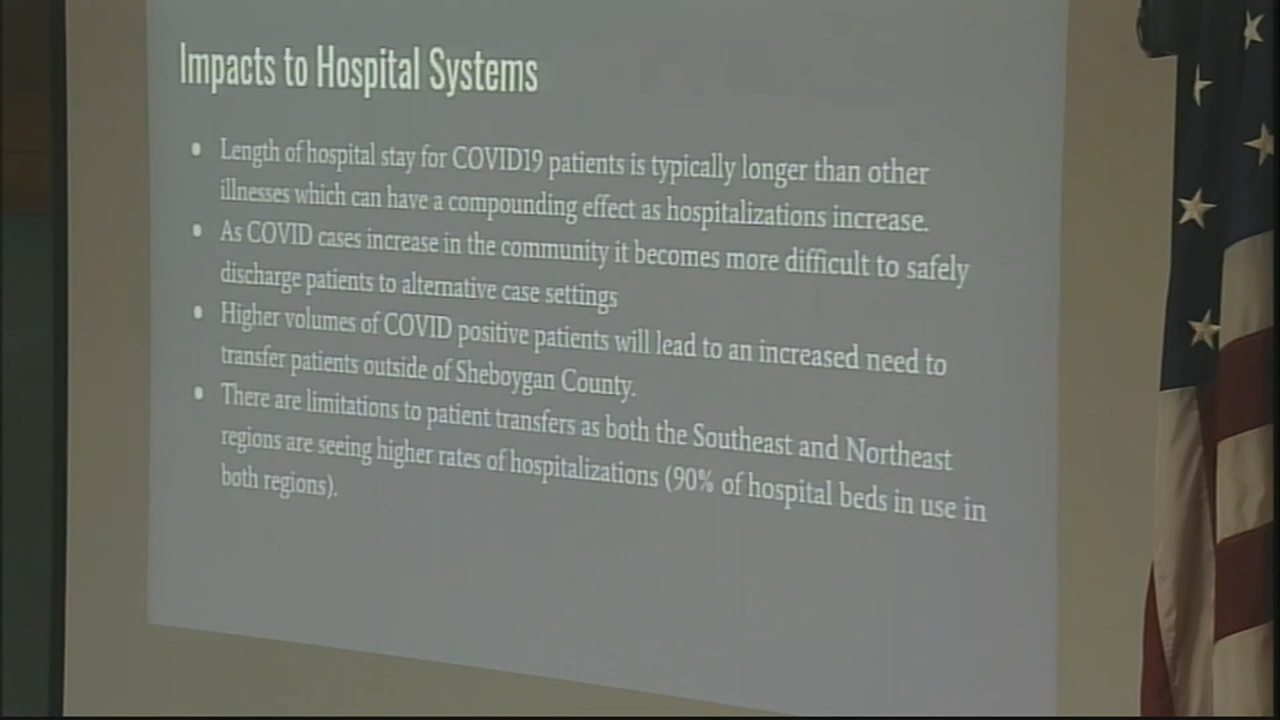 Impacts to Hospital Systems
• Length of hospital stay for COVID19 patients is typically longer than other
illnesses which can have a compounding effect as hospitalizations increase.
• As COVID cases increase in the community it becomes more difficult to safely
discharge patients to alternative case settings
• Higher volumes of COVID positive patients will lead to an increased need to
transfer patients outside of Sheboygan County.
• There are limitations to patient transfers as both the Southeast and Northeast
regions are seeing higher rates of hospitalizations (90% of hospital beds in use in
both regions).